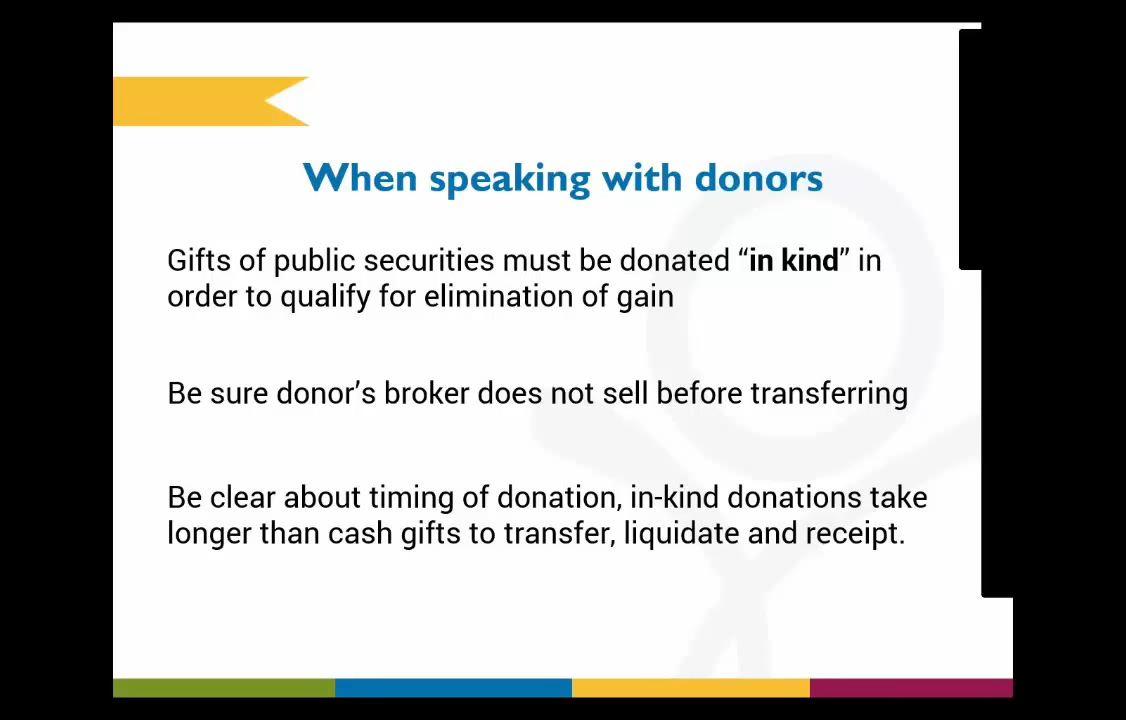 When speaking with donors
Gifts of public securities must be donated “in kind” in
order to qualify for elimination of gain
Be sure donor’s broker does not sell before transferring
Be clear about timing of donation, in-kind donations take
longer than cash gifts to transfer, liquidate and receipt.